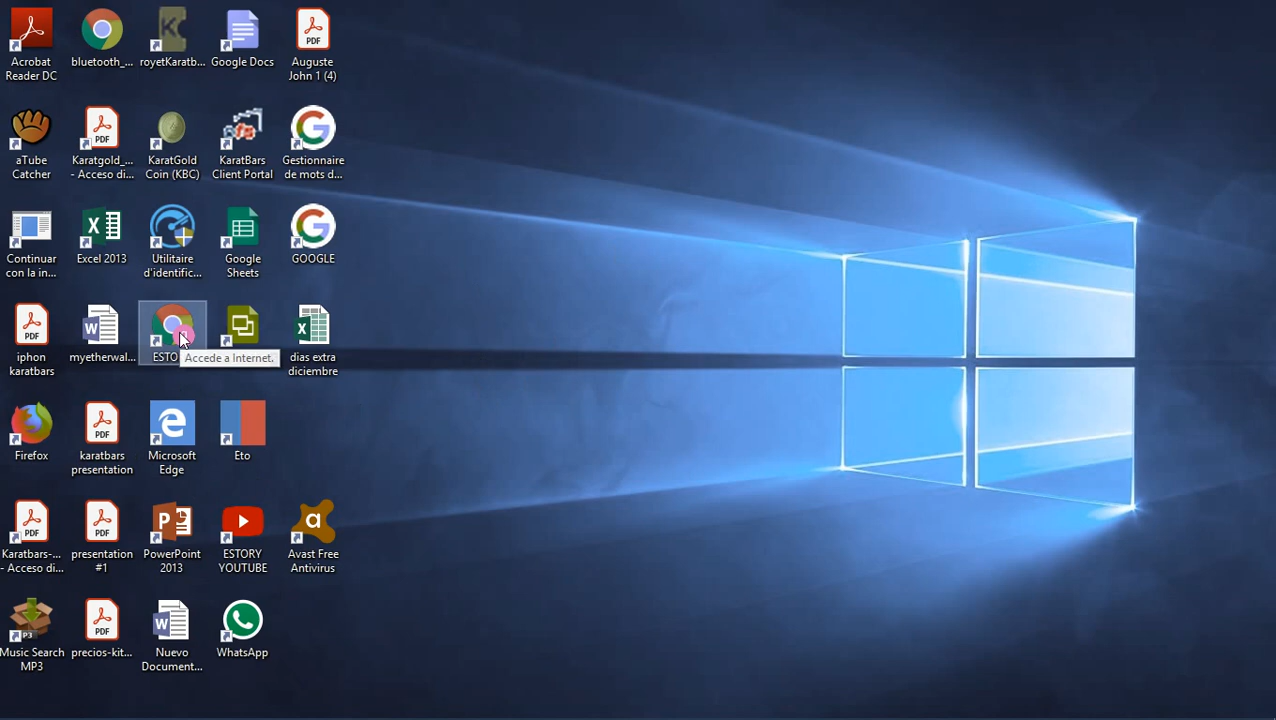 Acrobat
Reader DC
bluetooth_...
royetKaratb...
Google Docs
Auguste
John 1 (4)
aTube
Catcher
Karatgold_...
- Acceso di...
KaratGold
Coin (KBC)
KaratBars
Client Portal
Gestionnaire
de mots d...
Continuar
con la in...
Excel 2013
Utilitaire
d'identific...
Google
Sheets
GOOGLE
iphon
karatbars
myetherwal...
ESTO
Accede a Internet.
dias extra
diciembre
Firefox
karatbars
presentation
Microsoft
Edge
Eto
Karatbars-...
- Acceso di...
presentation
#1
PowerPoint
2013
ESTORY
YOUTUBE
Avast Free
Antivirus
Music Search
MP3
precios-kit...
Nuevo
Document...
WhatsApp